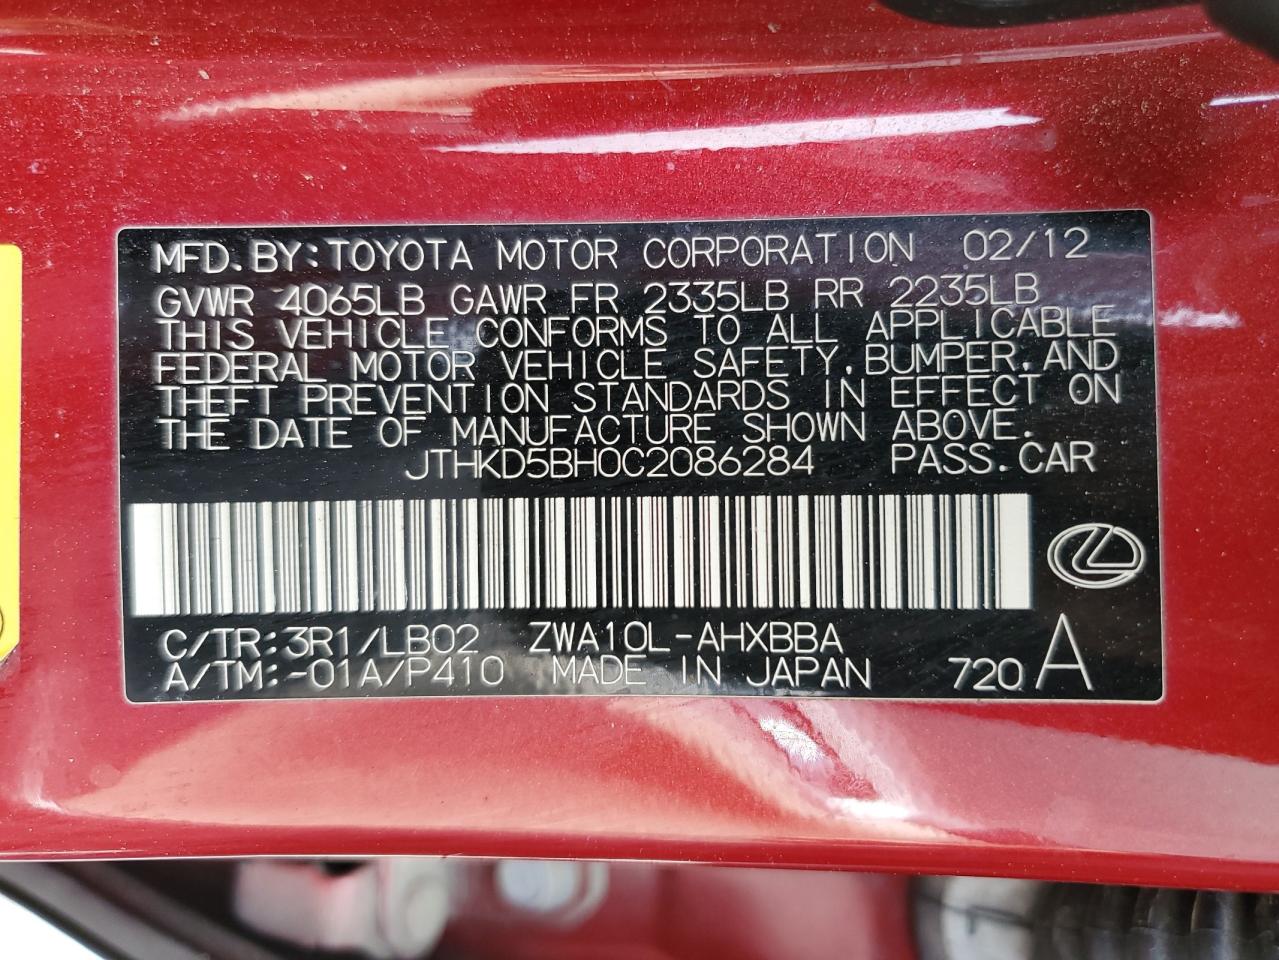 MFD. BY: TOYOTA MOTOR CORPORATION 02/12
GVWR 4065LB GAWR FR 2335LB RR 2235LB
THIS VEHICLE CONFORMS TO ALL APPLICABLE
FEDERAL MOTOR VEHICLE SAFETY, BUMPER, AND
THEFT PREVENTION STANDARDS IN EFFECT ON
THE DATE OF MANUFACTURE SHOWN ABOVE.
JTHKD5BH0C2086284 PASS. CAR
C/TR: 3R1/LB02 ZWA10L-AHXBBA
A/TM: -01A/P410 MADE IN JAPAN 720 A